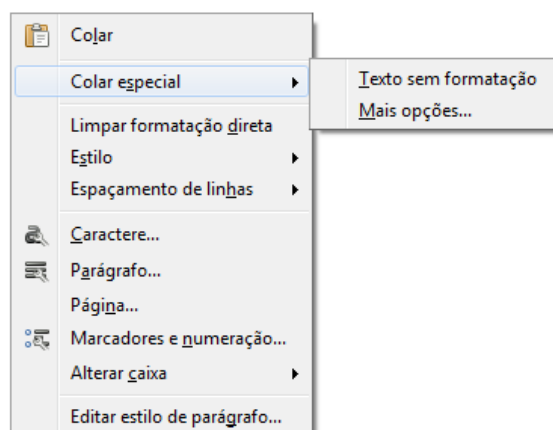 Colar
Colar especial
Texto sem formatação
Mais opções...
Limpar formatação direta
Estilo
Espaçamento de linhas
Caractere...
Parágrafo...
Página...
Marcadores e numeração...
Alterar caixa
Editar estilo de parágrafo...